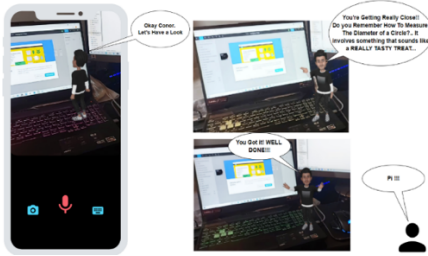 Okay Conor.
Let's Have a Look
You're Getting Really Close!!
Do you Remember How To Measure
The Diameter of a Circle?.. It
Involves something that sounds like
a REALLY TASTY TREAT...
You Got it! WELL
DONE!!!
Pi !!!